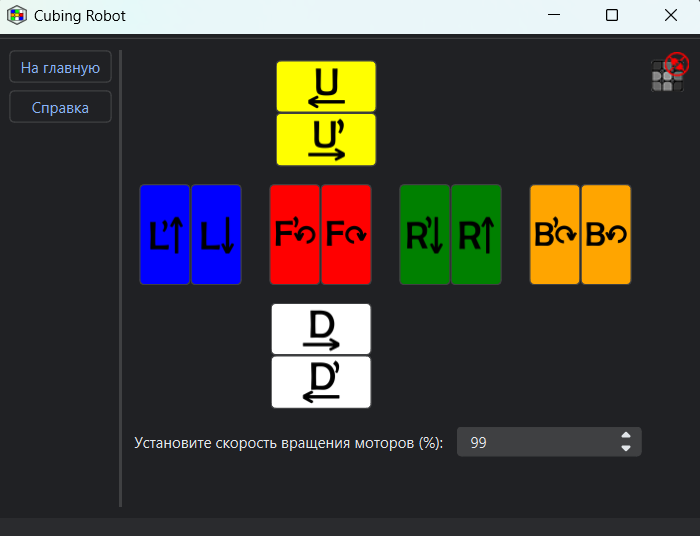 Cubing Robot
На главную
Справка
U
U'
L' L F' F R' R B' B
D
D'
Установите скорость вращения моторов (%): 99